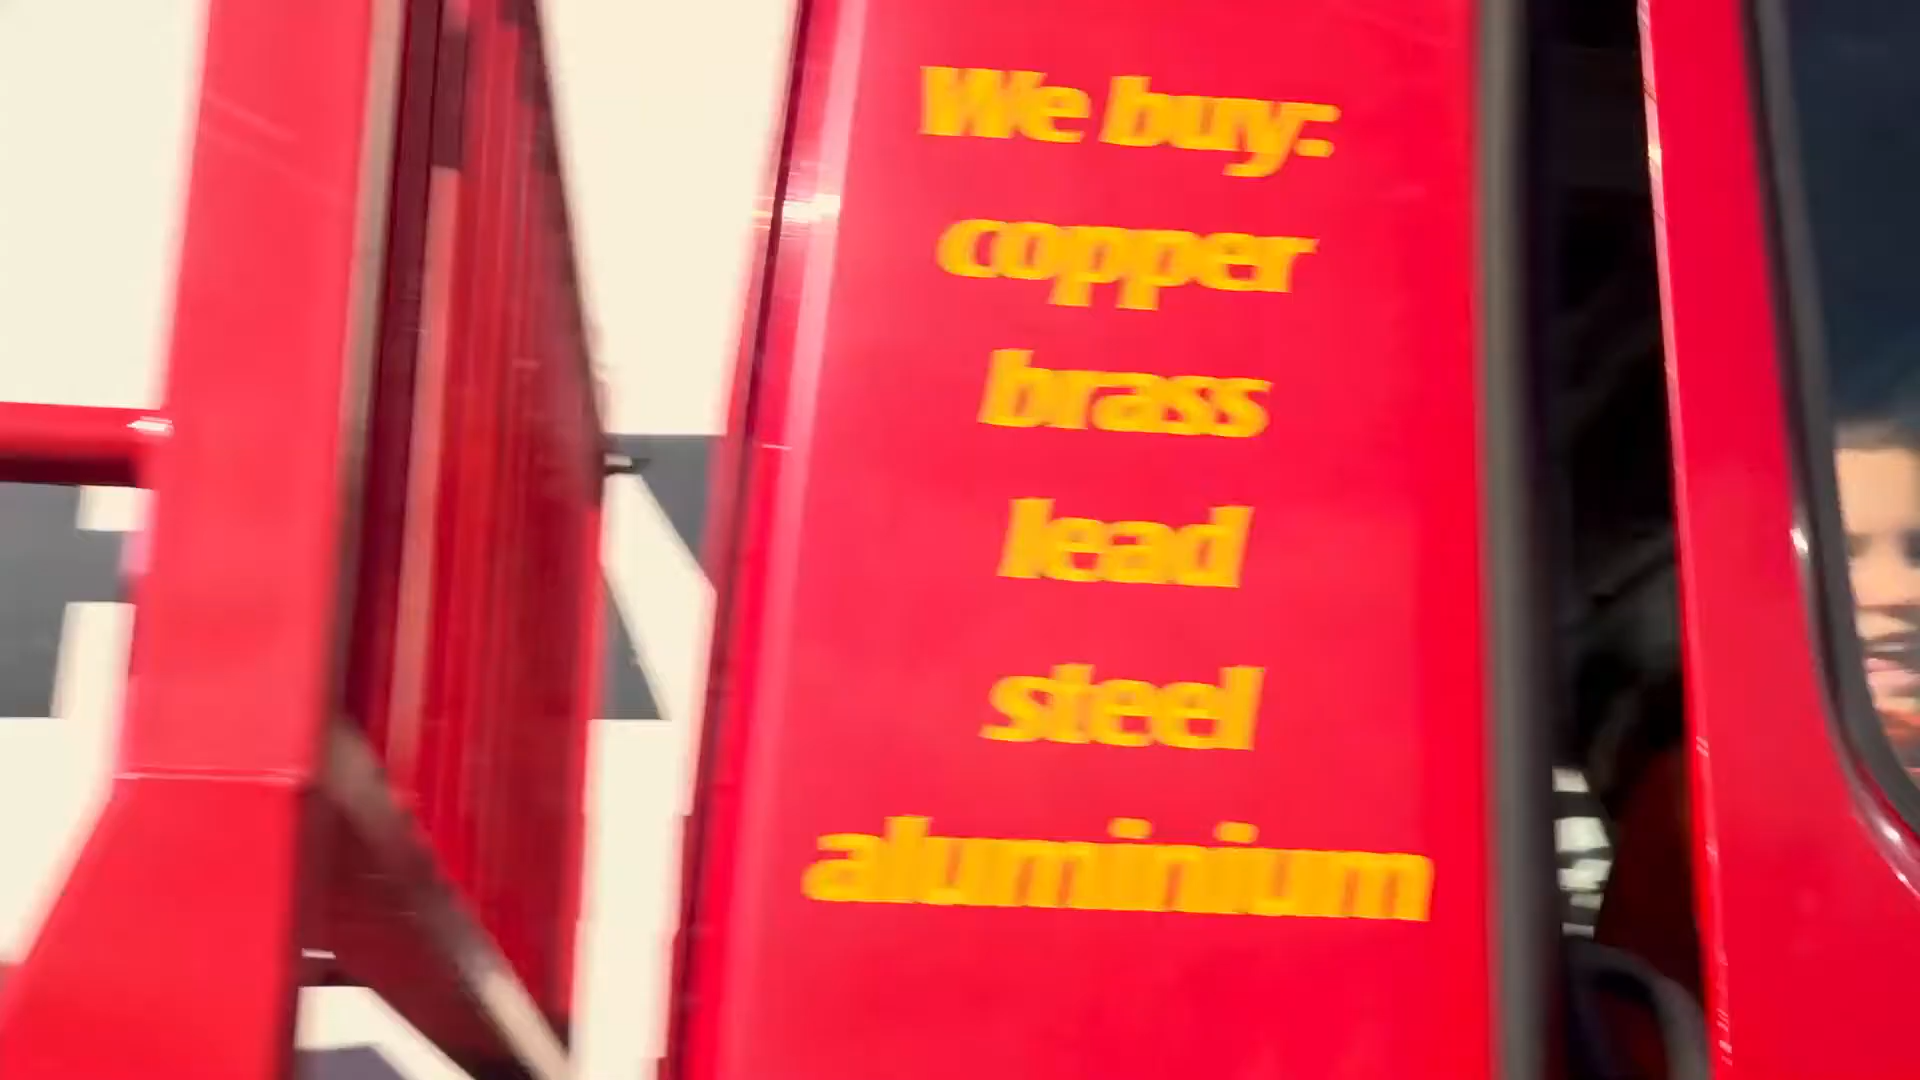 We buy:
copper
brass
lead
steel
aluminium